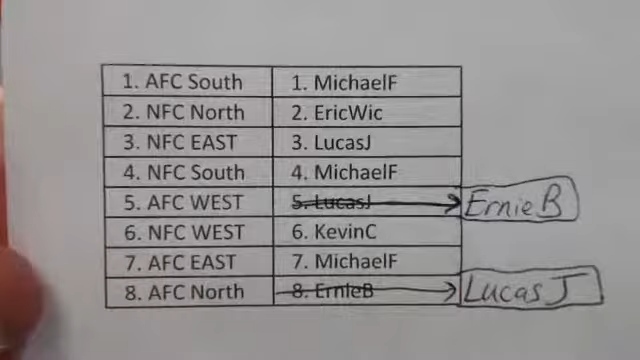 1. AFC South 1. MichaelF
2. NFC North 2. EricWic
3. NFC EAST 3. LucasJ
4. NFC South 4. MichaelF
5. AFC WEST 5. LucasJ ErnieB
6. NFC WEST 6. KevinC
7. AFC EAST 7. MichaelF
8. AFC North 8. ErnieB Lucas J